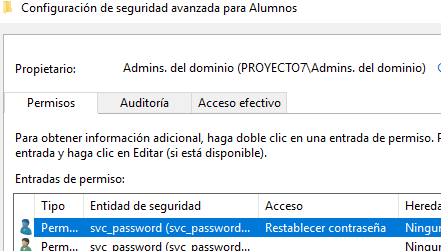 Configuración de seguridad avanzada para Alumnos
Propietario: Admins. del dominio (PROYECTO7\Admins. del dominio)
Permisos Auditoría Acceso efectivo
Para obtener información adicional, haga doble clic en una entrada de permiso. P
entrada y haga clic en Editar (si está disponible).
Entradas de permiso:
Tipo Entidad de seguridad Acceso Hereda
Perm... svc_password (svc_password... Restablecer contraseña Ningun
Perm... svc_password (svc_password... Ningun